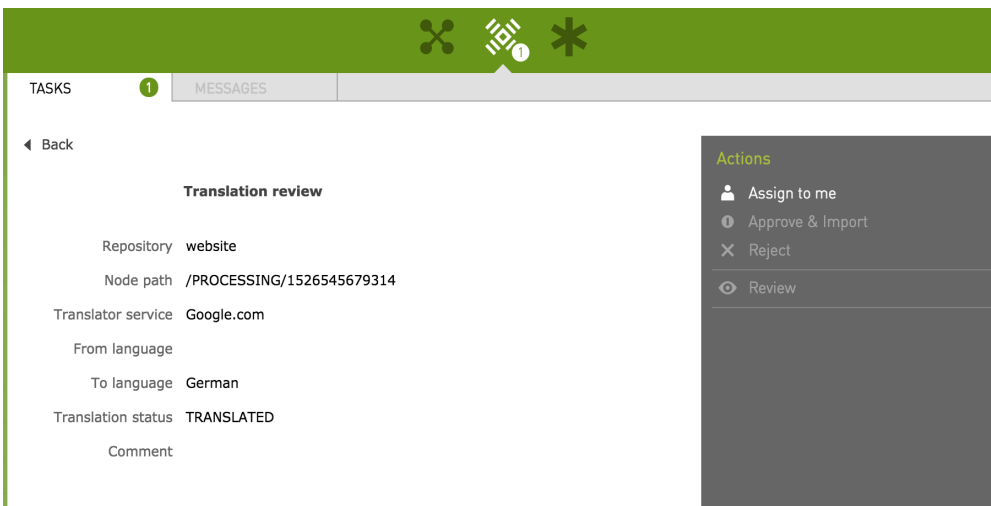 1
TASKS 1 MESSAGES
Back
Actions
Translation review
Assign to me
Approve & Import
Reject
Review
Repository website
Node path /PROCESSING/1526545679314
Translator service Google.com
From language
To language German
Translation status TRANSLATED
Comment